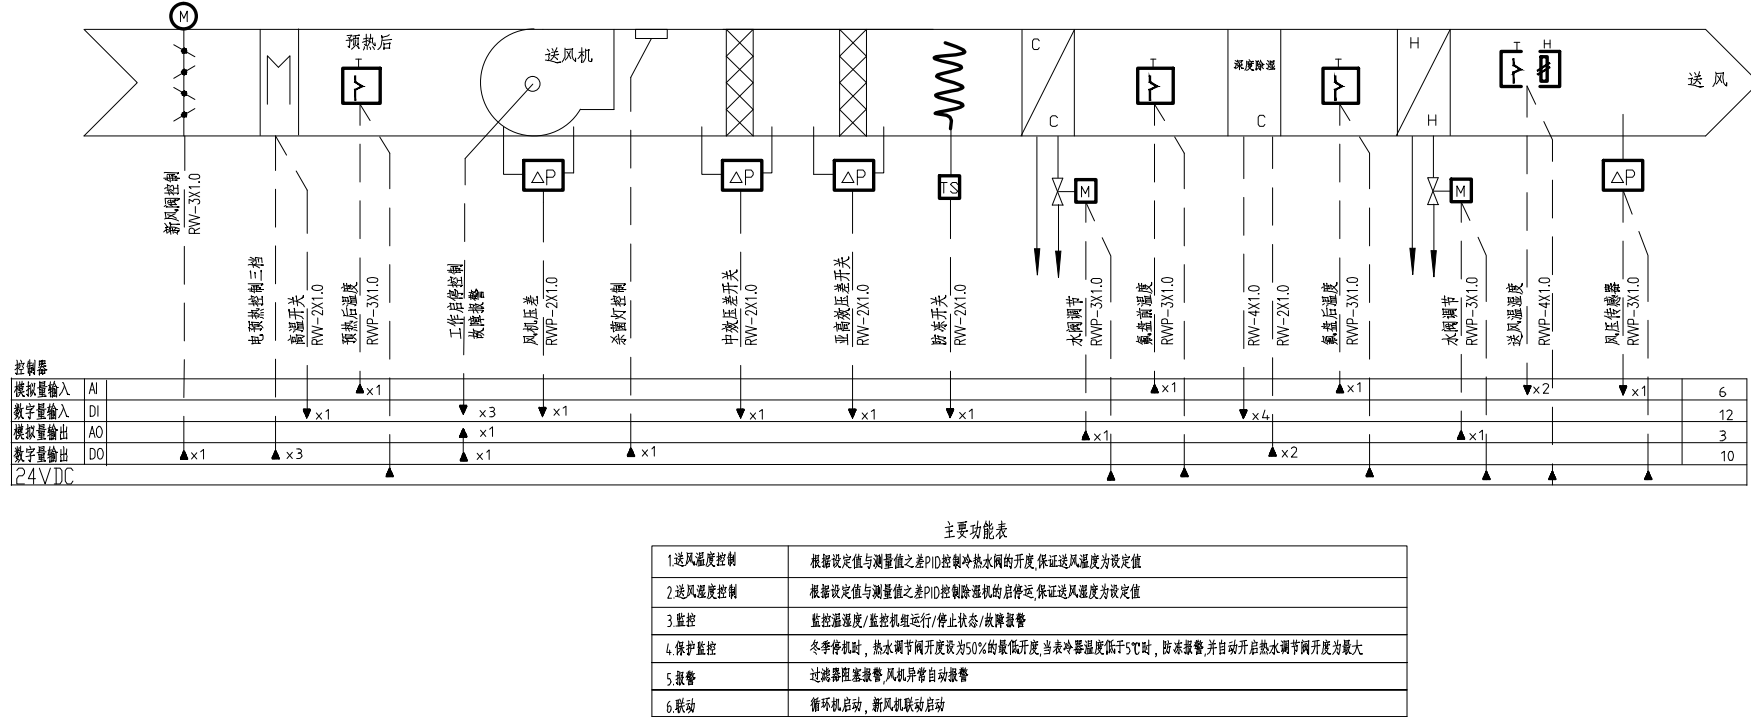 M
预热后
T
送风机
C
C
T
深度除湿
C
T
H
H
T H
送 风
△P
△P
△P
TS
M
M
△P
新风阀控制
RVV-3X1.0
电预热控制三档
高温开关
RVV-2X1.0
预热后温度
RVVP-3X1.0
工作启停控制
故障报警
风机压差
RVVP-2X1.0
杀菌灯控制
中效压差开关
RVV-2X1.0
亚高效压差开关
RVV-2X1.0
防冻开关
RVV-2X1.0
水阀调节
RVVP-3X1.0
氟盘前温度
RVVP-3X1.0
RVV-4X1.0
RVV-2X1.0
氟盘后温度
RVVP-3X1.0
水阀调节
RVVP-3X1.0
送风温湿度
RVVP-4X1.0
风压传感器
RVVP-3X1.0
控制器
模拟量输入 AI x1 x1 x1 x2 x1 6
数字量输入 DI x1 x3 x1 x1 x1 x1 x4 12
模拟量输出 AO x1 x1 x1 3
数字量输出 DO x1 x3 x1 x1 x2 10
24VDC
主要功能表
1.送风温度控制 根据设定值与测量值之差PID控制冷热水阀的开度,保证送风温度为设定值
2.送风湿度控制 根据设定值与测量值之差PID控制除湿机的启停运,保证送风湿度为设定值
3.监控 监控温湿度/监控机组运行/停止状态/故障报警
4.保护监控 冬季停机时，热水调节阀开度设为50%的最低开度,当表冷器温度低于5℃时，防冻报警,并自动开启热水调节阀开度为最大
5.报警 过滤器阻塞报警,风机异常自动报警
6.联动 循环机启动，新风机联动启动